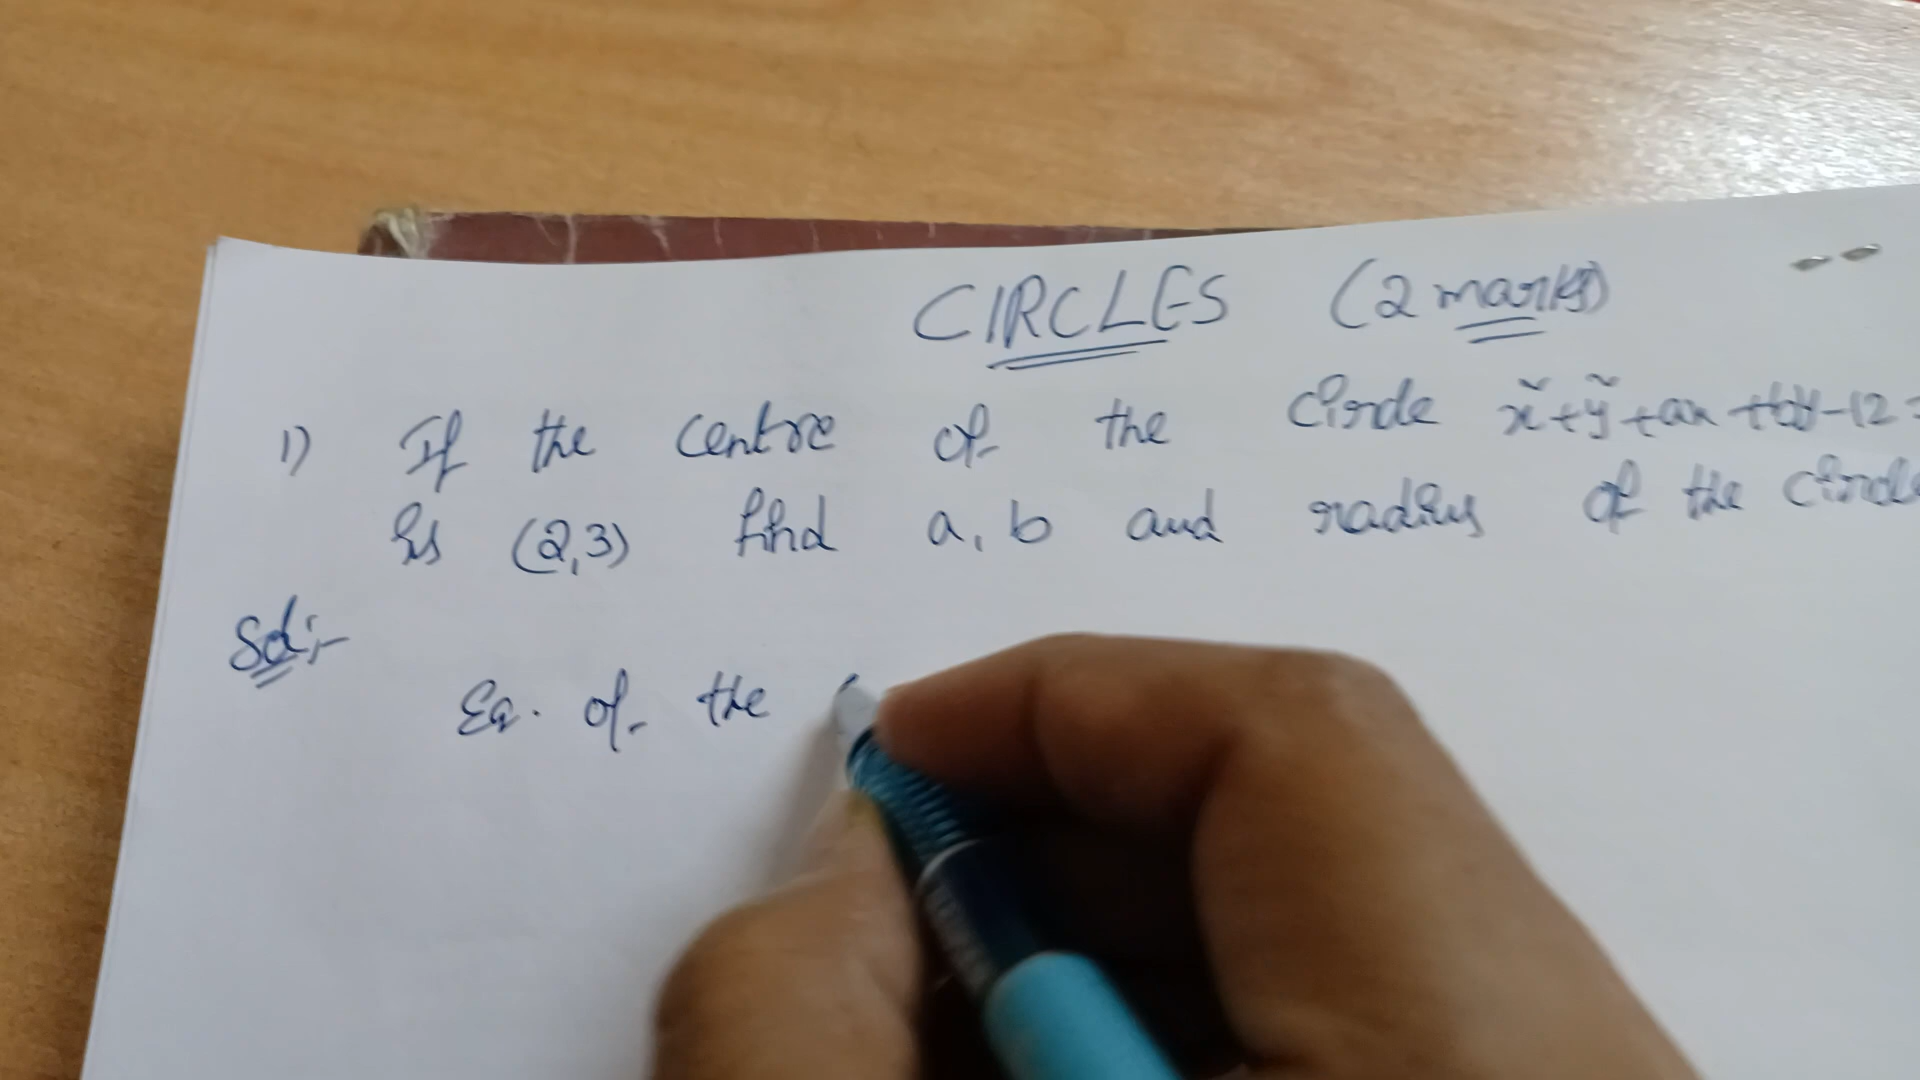 CIRCLES (2 marks)
1) If the centre of the circle x²+y²+ax+by-12=
is (2,3) find a, b and radius of the circle
Sol:-
Eq. of the